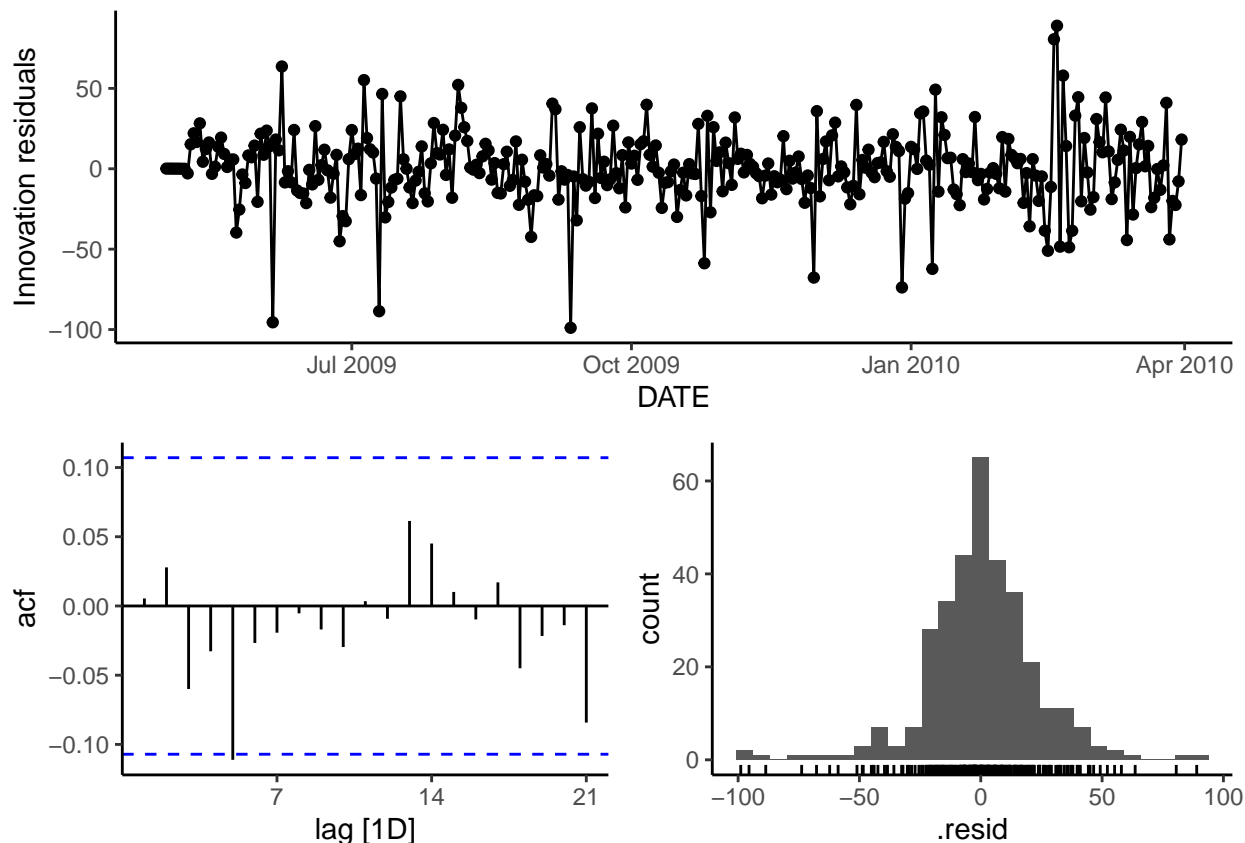 Innovation residuals
50
0
−50
−100
Jul 2009
Oct 2009
Jan 2010
Apr 2010
DATE
acf
0.10
0.05
0.00
−0.05
−0.10
7
14
21
lag [1D]
count
60
40
20
0
−100
−50
0
50
100
.resid